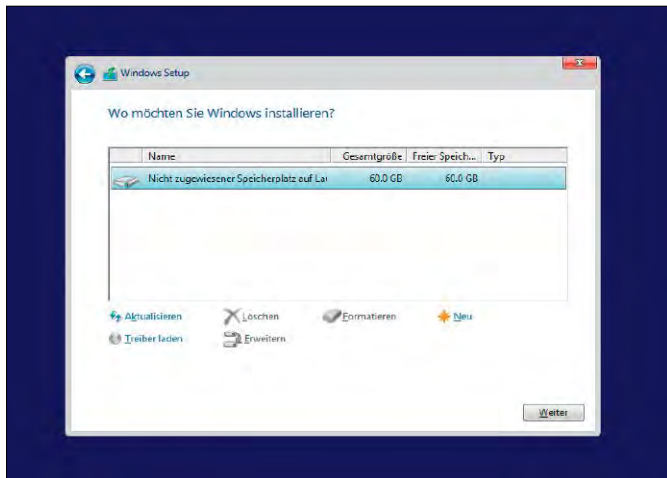 Windows Setup
Wo möchten Sie Windows installieren?
Name Gesamtgröße Freier Speich... Typ
Nicht zugewiesener Speicherplatz auf Lau 60.0 GB 60.0 GB
Aktualisieren Löschen Formatieren Neu
Treiber laden Erweitern
Weiter